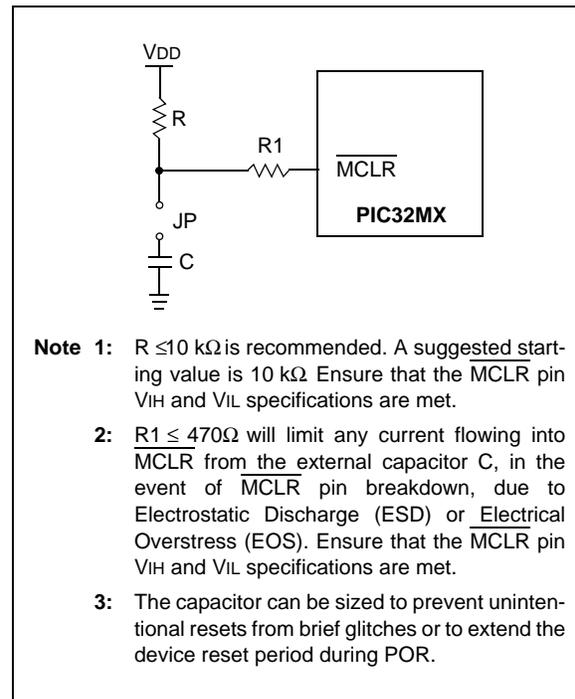 VDD
R
R1
MCLR
JP
PIC32MX
C
Note 1: R ≤10 kΩ is recommended. A suggested start-
ing value is 10 kΩ. Ensure that the MCLR pin
VIH and VIL specifications are met.
2: R1 ≤ 470Ω will limit any current flowing into
MCLR from the external capacitor C, in the
event of MCLR pin breakdown, due to
Electrostatic Discharge (ESD) or Electrical
Overstress (EOS). Ensure that the MCLR pin
VIH and VIL specifications are met.
3: The capacitor can be sized to prevent uninten-
tional resets from brief glitches or to extend the
device reset period during POR.